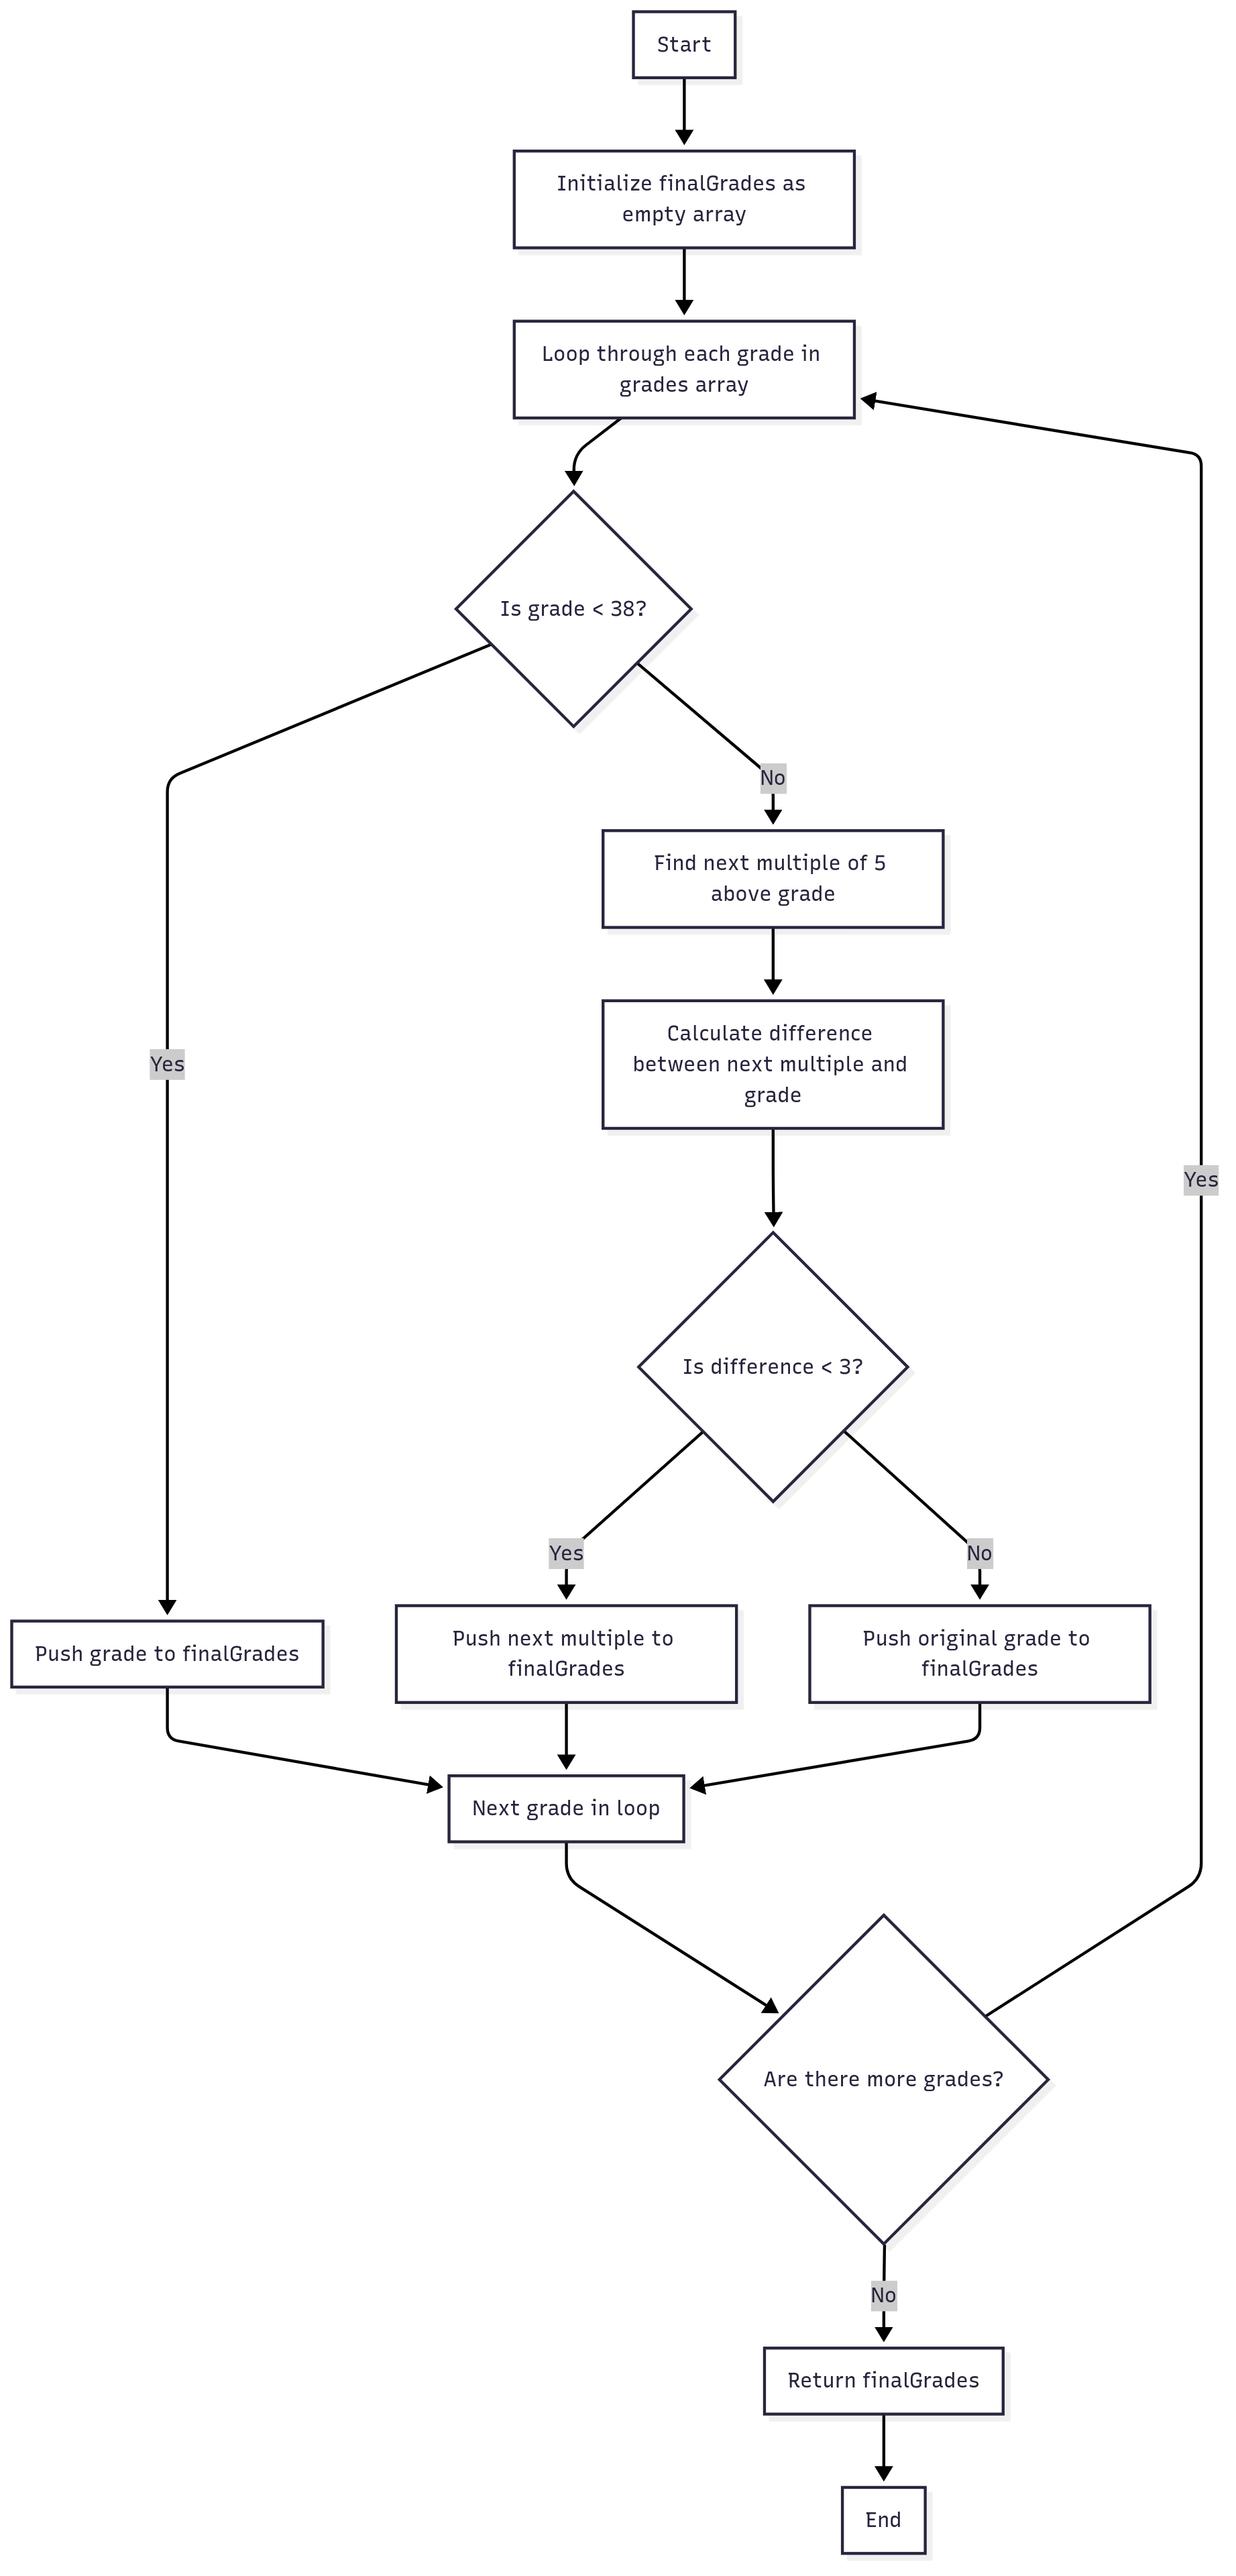 Start
Initialize finalGrades as
empty array
Loop through each grade in
grades array
Is grade < 38?
No
Find next multiple of 5
above grade
Calculate difference
between next multiple and
grade
Yes
Yes
Is difference < 3?
Yes
No
Push grade to finalGrades
Push next multiple to
finalGrades
Push original grade to
finalGrades
Next grade in loop
Are there more grades?
No
Return finalGrades
End